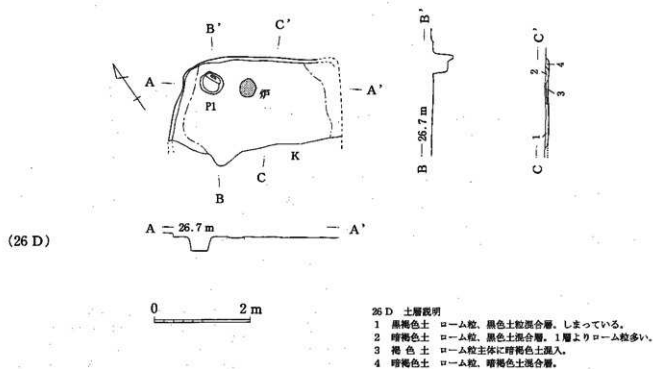 B' C'
A A'
P1 炉
K
C
B
B' 26.7 m B
C' 4 2 3 1 C
(26 D)
A 26.7 m A'
0 2 m
26 D 土層説明
1 黒褐色土 ローム粒、黒色土粒混合層。しまっている。
2 暗褐色土 ローム粒、黒色土混合層。1層よりローム粒多い。
3 褐色土 ローム粒主体に暗褐色土混入。
4 暗褐色土 ローム粒、暗褐色土混合層。